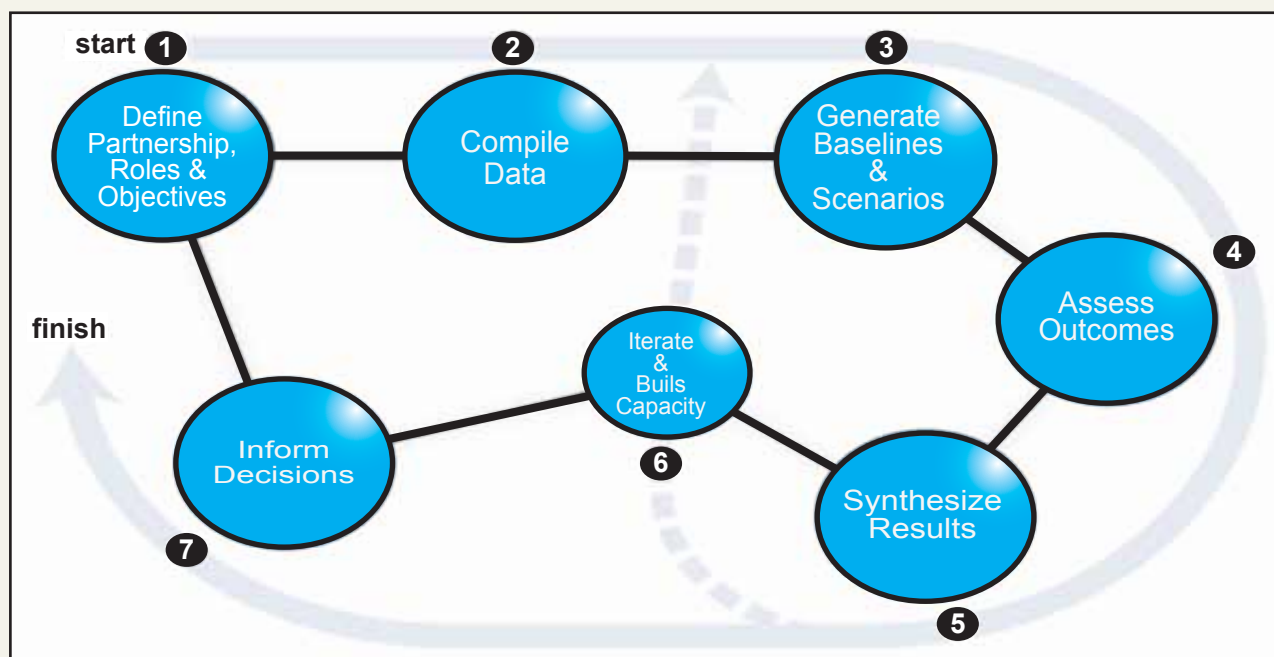 start
1
Define
Partnership,
Roles &
Objectives
2
Compile
Data
3
Generate
Baselines
&
Scenarios
4
Assess
Outcomes
5
Synthesize
Results
6
Iterate
&
Buils
Capacity
7
Inform
Decisions
finish